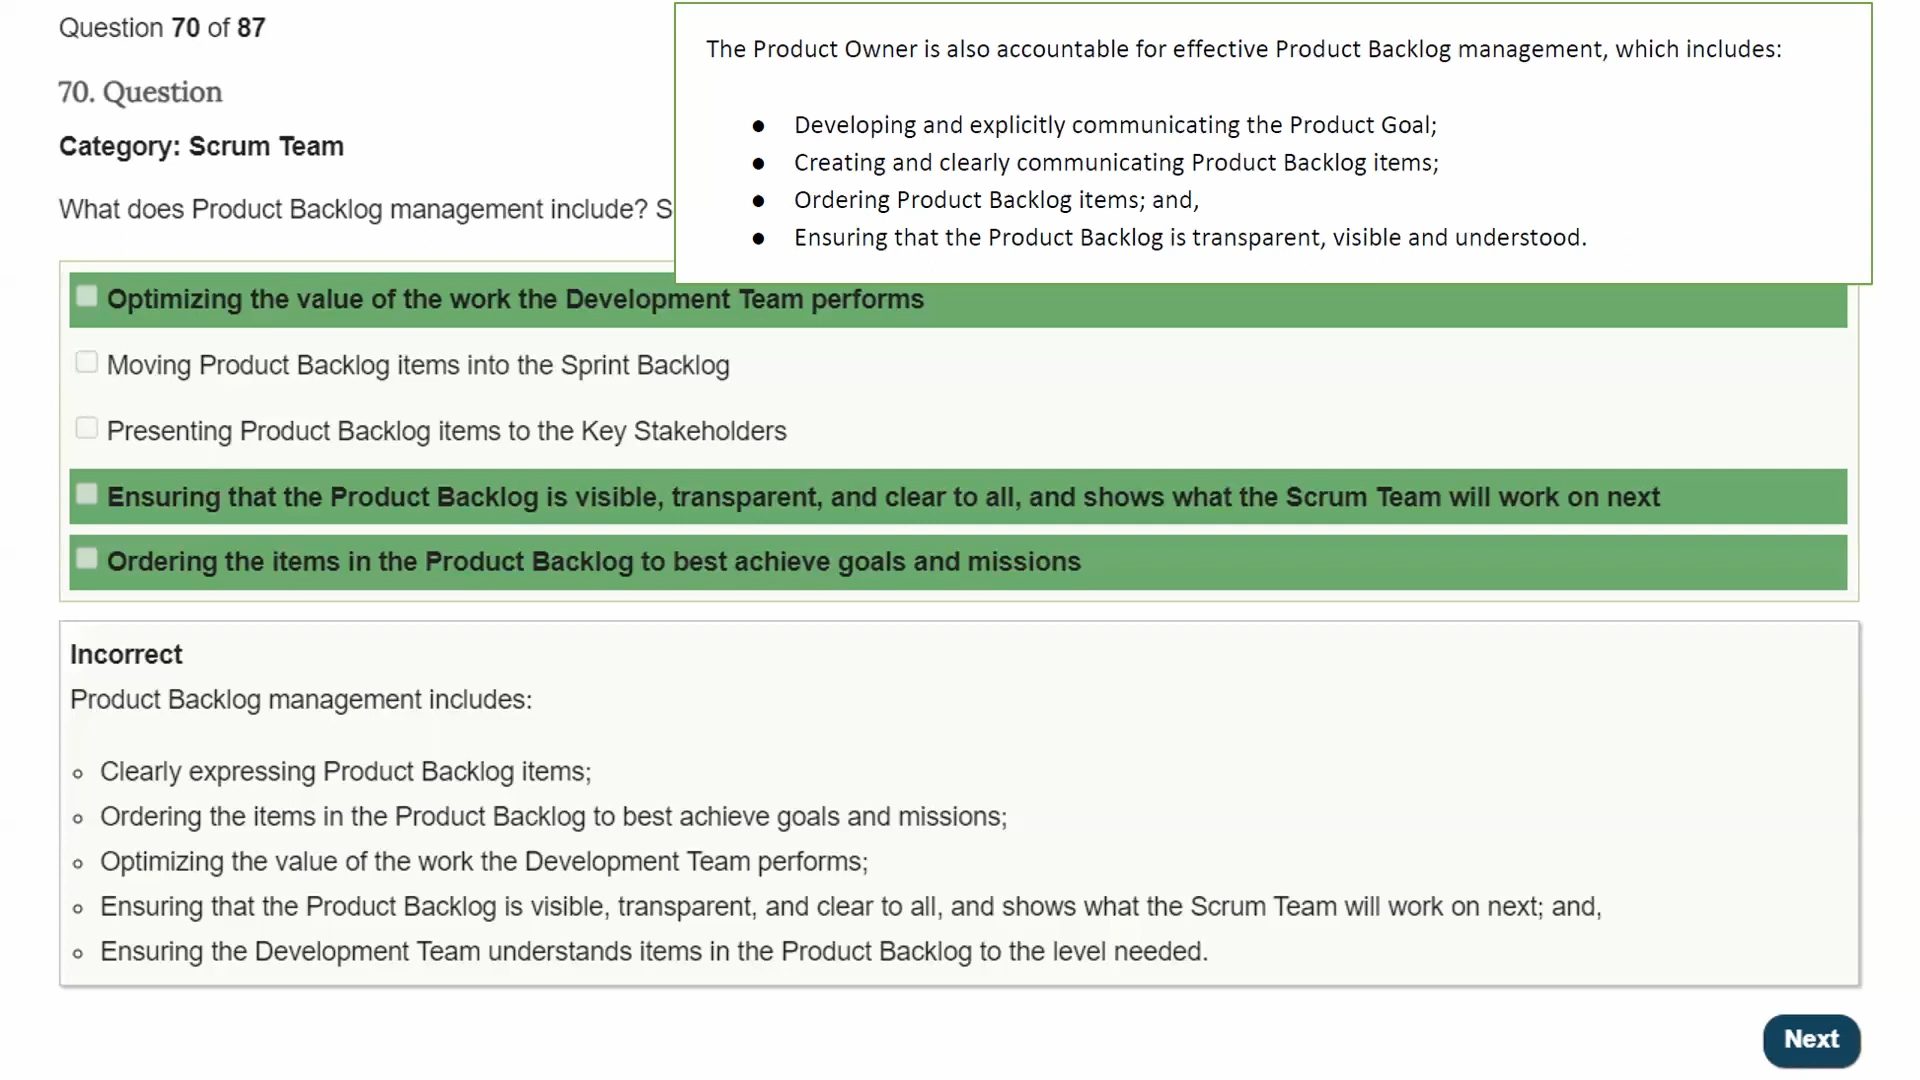 Question 70 of 87
70. Question
Category: Scrum Team
What does Product Backlog management include? S
The Product Owner is also accountable for effective Product Backlog management, which includes:
● Developing and explicitly communicating the Product Goal;
● Creating and clearly communicating Product Backlog items;
● Ordering Product Backlog items; and,
● Ensuring that the Product Backlog is transparent, visible and understood.
Optimizing the value of the work the Development Team performs
Moving Product Backlog items into the Sprint Backlog
Presenting Product Backlog items to the Key Stakeholders
Ensuring that the Product Backlog is visible, transparent, and clear to all, and shows what the Scrum Team will work on next
Ordering the items in the Product Backlog to best achieve goals and missions
Incorrect
Product Backlog management includes:
Clearly expressing Product Backlog items;
Ordering the items in the Product Backlog to best achieve goals and missions;
Optimizing the value of the work the Development Team performs;
Ensuring that the Product Backlog is visible, transparent, and clear to all, and shows what the Scrum Team will work on next; and,
Ensuring the Development Team understands items in the Product Backlog to the level needed.
Next